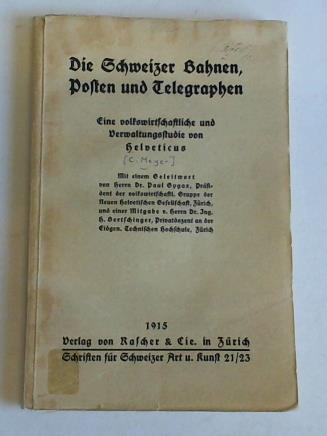 Die Schweizer Bahnen,
Posten und Telegraphen
Eine volkswirtschaftliche und
Verwaltungsstudie von
Helveticus
[C. Meyer]
Mit einem Geleitwort
von Herrn Dr. Paul Gygax, Präsi-
dent der volkswirtschaftl. Gruppe der
Neuen Helvetischen Gesellschaft, Zürich,
und einer Mitgabe v. Herrn Dr. Ing.
H. Bertschinger, Privatdozent an der
Eidgen. Technischen Hochschule, Zürich
1915
Verlag von Rascher & Cie. in Zürich
Schriften für Schweizer Art u. Kunst 21/23